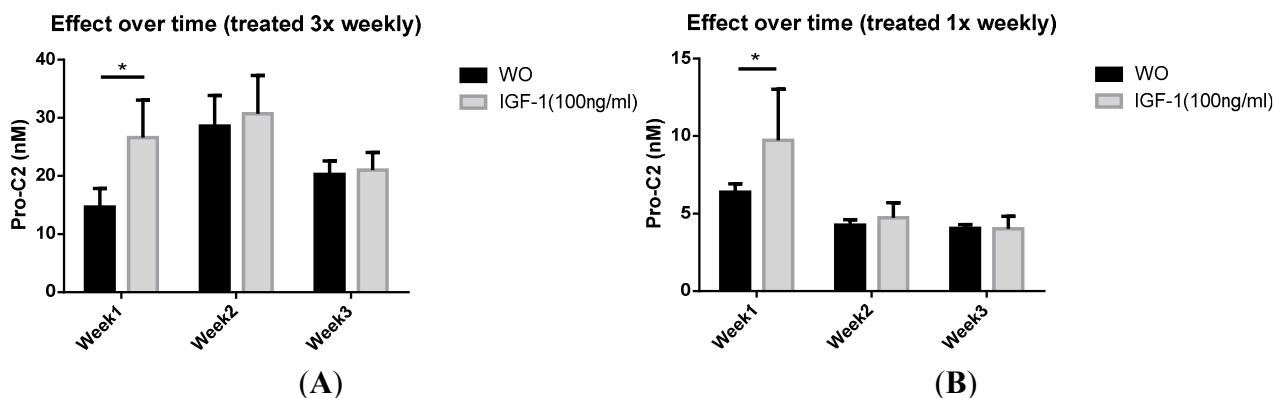 Effect over time (treated 3x weekly)
Pro-C2 (nM)
40
30
20
10
0
*
Week1
Week2
Week3
WO
IGF-1(100ng/ml)
(A)
Effect over time (treated 1x weekly)
Pro-C2 (nM)
15
10
5
0
*
Week1
Week2
Week3
WO
IGF-1(100ng/ml)
(B)